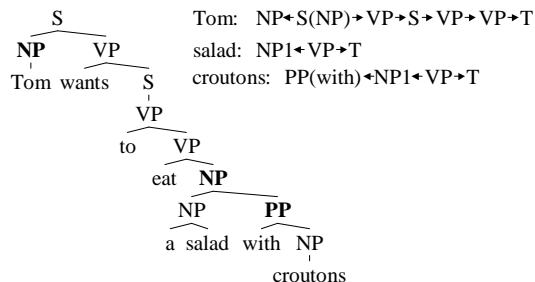 S Tom: NP←S(NP)→VP→S→VP→VP→T
NP VP salad: NP1←VP→T
Tom wants S croutons: PP(with)←NP1←VP→T
VP
to VP
eat NP
NP PP
a salad with NP
croutons